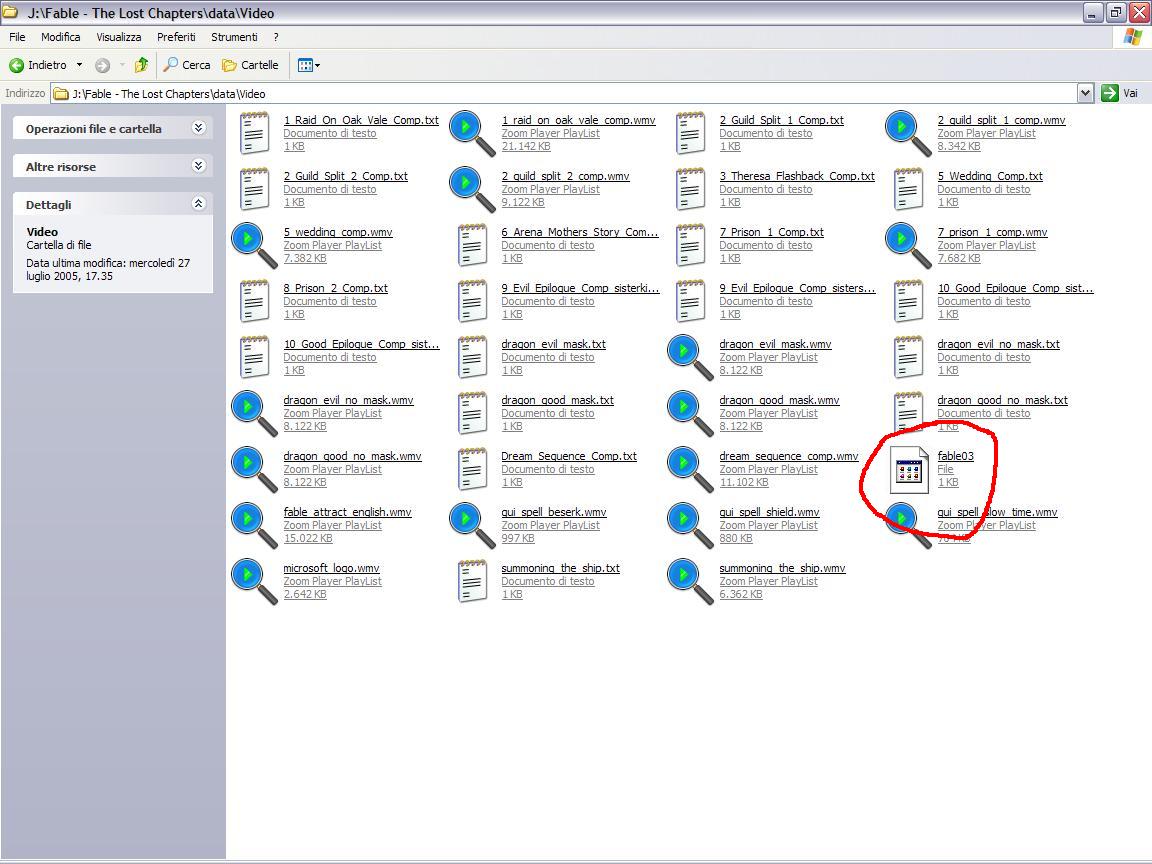 J:\Fable - The Lost Chapters\data\Video
File Modifica Visualizza Preferiti Strumenti ?
Indietro Cerca Cartelle
Indirizzo J:\Fable - The Lost Chapters\data\Video Vai
Operazioni file e cartella
Altre risorse
Dettagli
Video
Cartella di file
Data ultima modifica: mercoledì 27
luglio 2005, 17.35
1_Raid_On_Oak_Vale_Comp.txt
Documento di testo
1 KB
1_raid_on_oak_vale_comp.wmv
Zoom Player PlayList
21.142 KB
2_Guild_Split_1_Comp.txt
Documento di testo
1 KB
2_guild_split_1_comp.wmv
Zoom Player PlayList
8.342 KB
2_Guild_Split_2_Comp.txt
Documento di testo
1 KB
2_guild_split_2_comp.wmv
Zoom Player PlayList
9.122 KB
3_Theresa_Flashback_Comp.txt
Documento di testo
1 KB
5_Wedding_Comp.txt
Documento di testo
1 KB
5_wedding_comp.wmv
Zoom Player PlayList
7.382 KB
6_Arena_Mothers_Story_Com...
Documento di testo
1 KB
7_Prison_1_Comp.txt
Documento di testo
1 KB
7_prison_1_comp.wmv
Zoom Player PlayList
7.682 KB
8_Prison_2_Comp.txt
Documento di testo
1 KB
9_Evil_Epilogue_Comp_sisterki...
Documento di testo
1 KB
9_Evil_Epilogue_Comp_sisters...
Documento di testo
1 KB
10_Good_Epilogue_Comp_sist...
Documento di testo
1 KB
10_Good_Epilogue_Comp_sist...
Documento di testo
1 KB
dragon_evil_mask.txt
Documento di testo
1 KB
dragon_evil_mask.wmv
Zoom Player PlayList
8.122 KB
dragon_evil_no_mask.txt
Documento di testo
1 KB
dragon_evil_no_mask.wmv
Zoom Player PlayList
8.122 KB
dragon_good_mask.txt
Documento di testo
1 KB
dragon_good_mask.wmv
Zoom Player PlayList
8.122 KB
dragon_good_no_mask.txt
Documento di testo
1 KB
dragon_good_no_mask.wmv
Zoom Player PlayList
8.122 KB
Dream_Sequence_Comp.txt
Documento di testo
1 KB
dream_sequence_comp.wmv
Zoom Player PlayList
11.102 KB
fable03
File
1 KB
fable_attract_english.wmv
Zoom Player PlayList
15.022 KB
gui_spell_beserk.wmv
Zoom Player PlayList
997 KB
gui_spell_shield.wmv
Zoom Player PlayList
880 KB
gui_spell_slow_time.wmv
Zoom Player PlayList
KB
microsoft_logo.wmv
Zoom Player PlayList
2.642 KB
summoning_the_ship.txt
Documento di testo
1 KB
summoning_the_ship.wmv
Zoom Player PlayList
6.362 KB